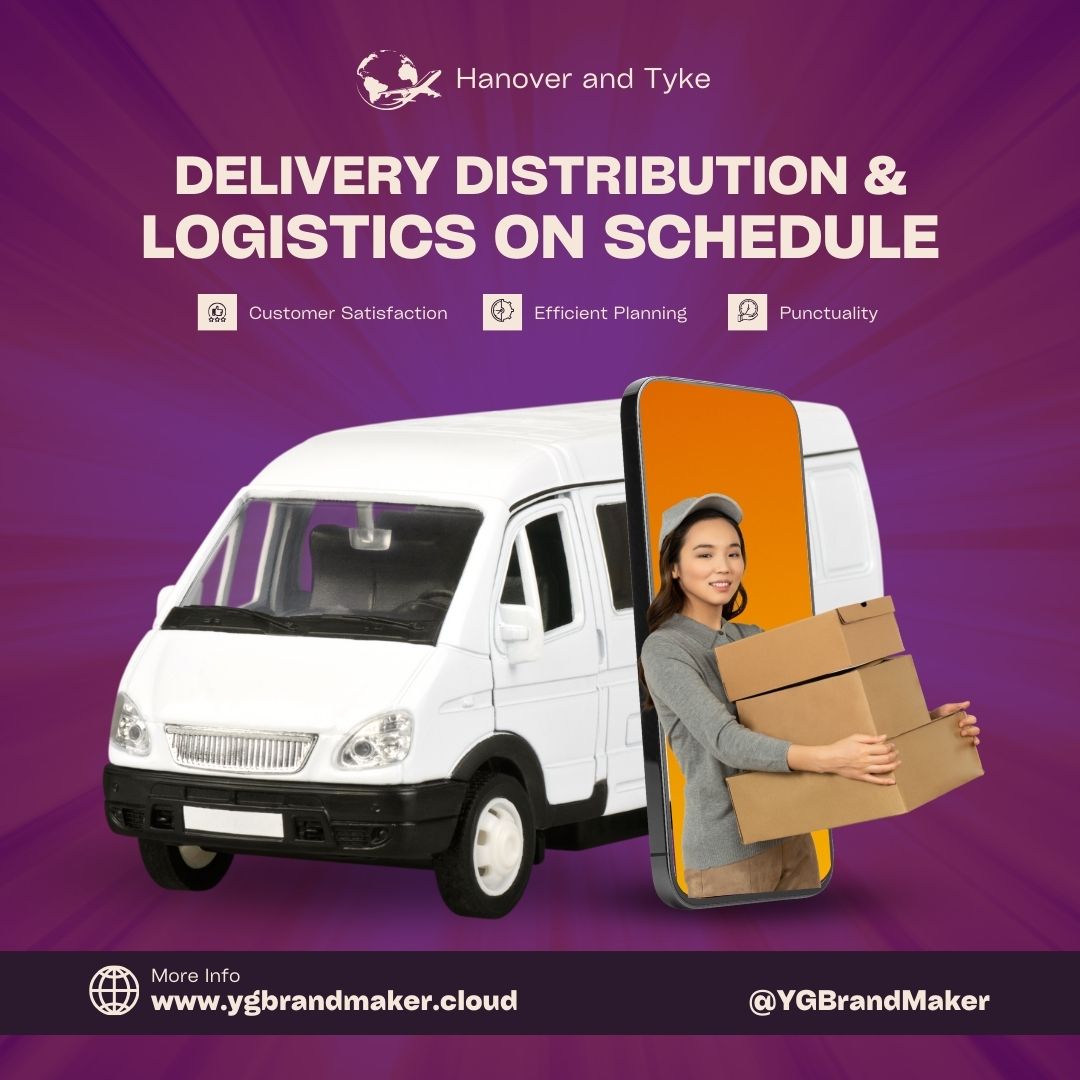 Hanover and Tyke
DELIVERY DISTRIBUTION &
LOGISTICS ON SCHEDULE
Customer Satisfaction
Efficient Planning
Punctuality
More Info
www.ygbrandmaker.cloud
@YGBrandMaker